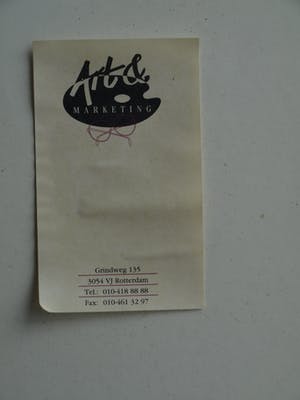 Art &
MARKETING
Grindweg 135
3054 VJ Rotterdam
Tel.: 010-418 88 88
Fax: 010-461 32 97